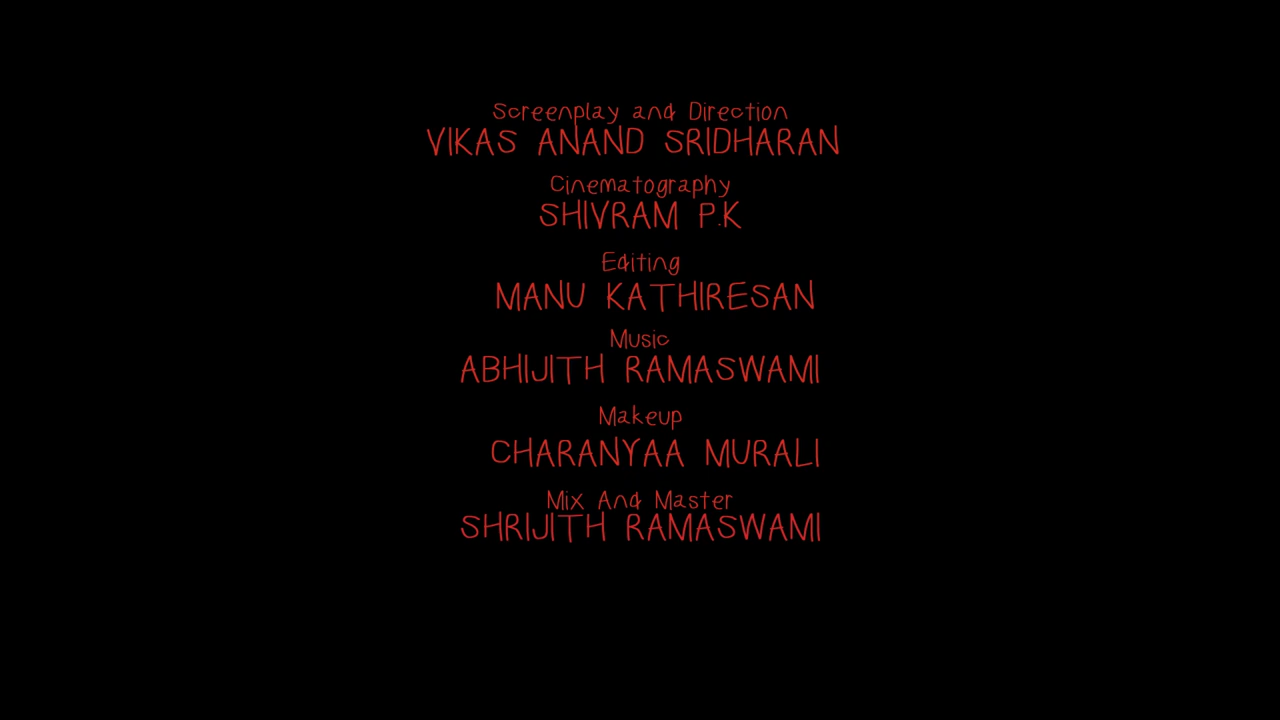 Screenplay and Direction
VIKAS ANAND SRIDHARAN
Cinematography
SHIVRAM P.K
Editing
MANU KATHIRESAN
Music
ABHIJITH RAMASWAMI
Makeup
CHARANYAA MURALI
Mix And Master
SHRIJITH RAMASWAMI